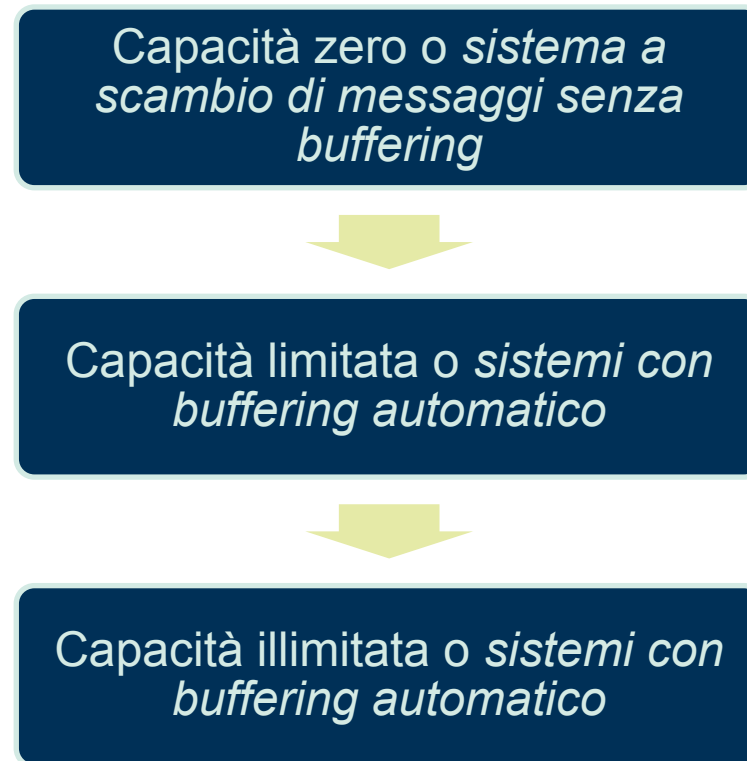 Capacità zero o sistema a
scambio di messaggi senza
buffering
Capacità limitata o sistemi con
buffering automatico
Capacità illimitata o sistemi con
buffering automatico